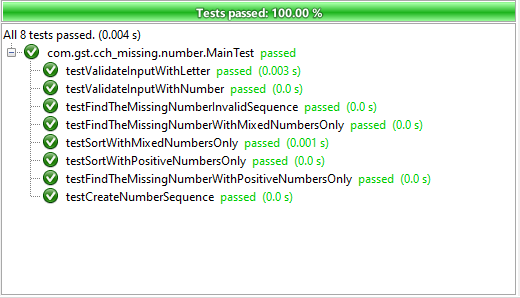 Tests passed: 100.00 %
All 8 tests passed. (0.004 s)
com.gst.cch_missing.number.MainTest passed
testValidateInputWithLetter passed (0.003 s)
testValidateInputWithNumber passed (0.0 s)
testFindTheMissingNumberInvalidSequence passed (0.0 s)
testFindTheMissingNumberWithMixedNumbersOnly passed (0.0 s)
testSortWithMixedNumbersOnly passed (0.001 s)
testSortWithPositiveNumbersOnly passed (0.0 s)
testFindTheMissingNumberWithPositiveNumbersOnly passed (0.0 s)
testCreateNumberSequence passed (0.0 s)